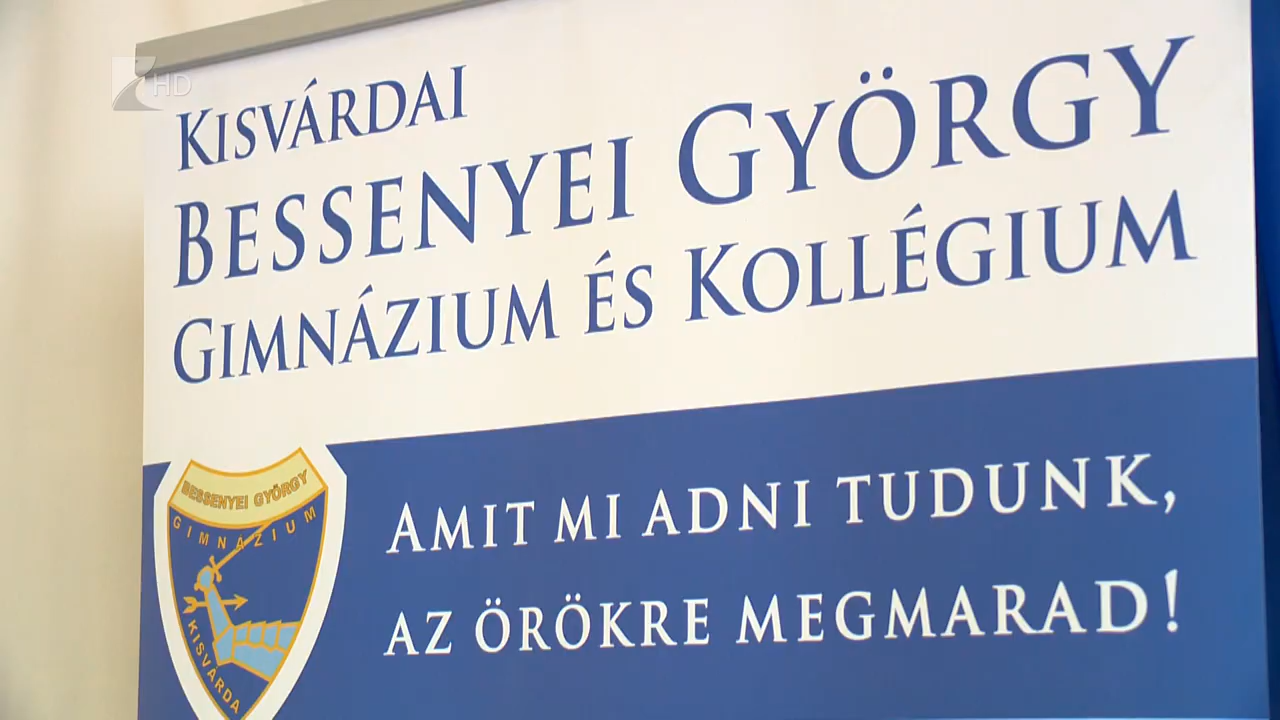 HD
KISVÁRDAI
BESSENYEI GYÖRGY
GIMNÁZIUM ÉS KOLLÉGIUM
BESSENYEI GYÖRGY
GIMNÁZIUM
KISVÁRDA
AMIT MI ADNI TUDUNK,
AZ ÖRÖKRE MEGMARAD!